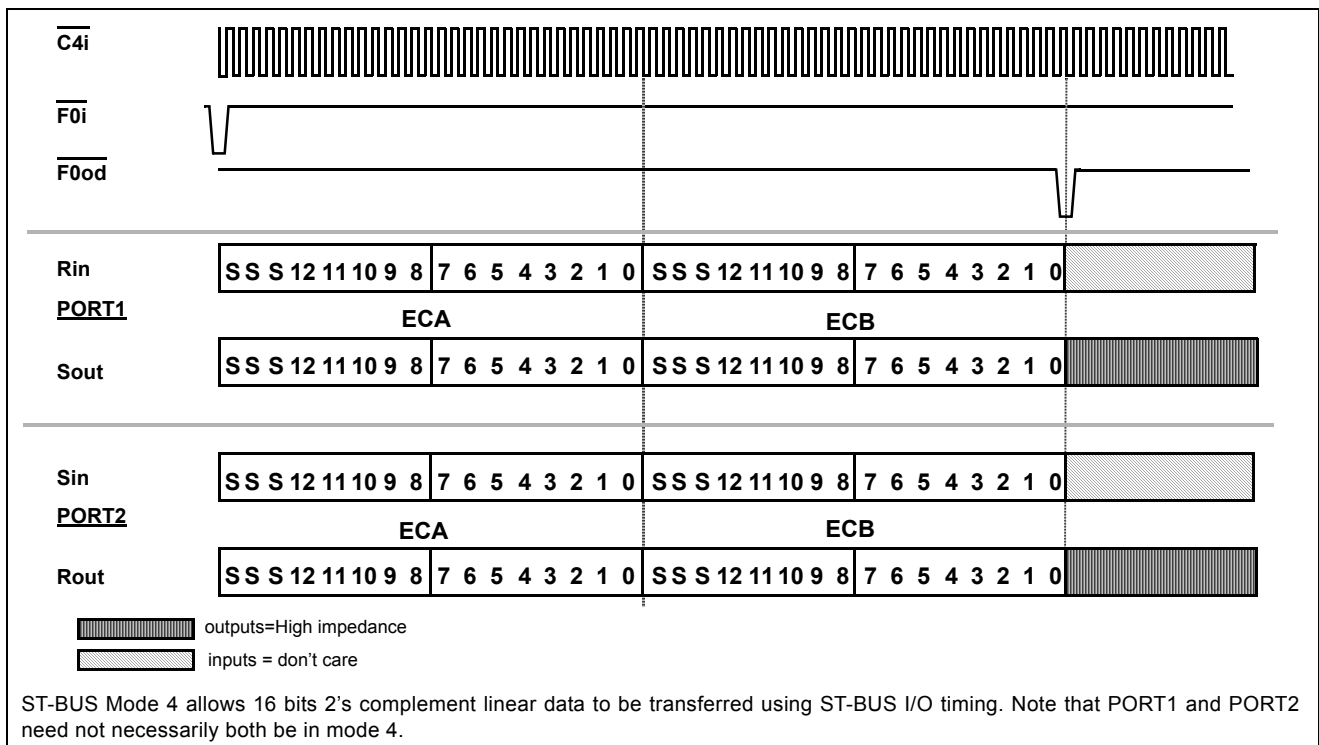 C4i
F0i
F0od
Rin
S S S 12 11 10 9 8 7 6 5 4 3 2 1 0 S S S 12 11 10 9 8 7 6 5 4 3 2 1 0
PORT1
ECA ECB
Sout
S S S 12 11 10 9 8 7 6 5 4 3 2 1 0 S S S 12 11 10 9 8 7 6 5 4 3 2 1 0
Sin
S S S 12 11 10 9 8 7 6 5 4 3 2 1 0 S S S 12 11 10 9 8 7 6 5 4 3 2 1 0
PORT2
ECA ECB
Rout
S S S 12 11 10 9 8 7 6 5 4 3 2 1 0 S S S 12 11 10 9 8 7 6 5 4 3 2 1 0
outputs=High impedance
inputs = don't care
ST-BUS Mode 4 allows 16 bits 2's complement linear data to be transferred using ST-BUS I/O timing. Note that PORT1 and PORT2
need not necessarily both be in mode 4.